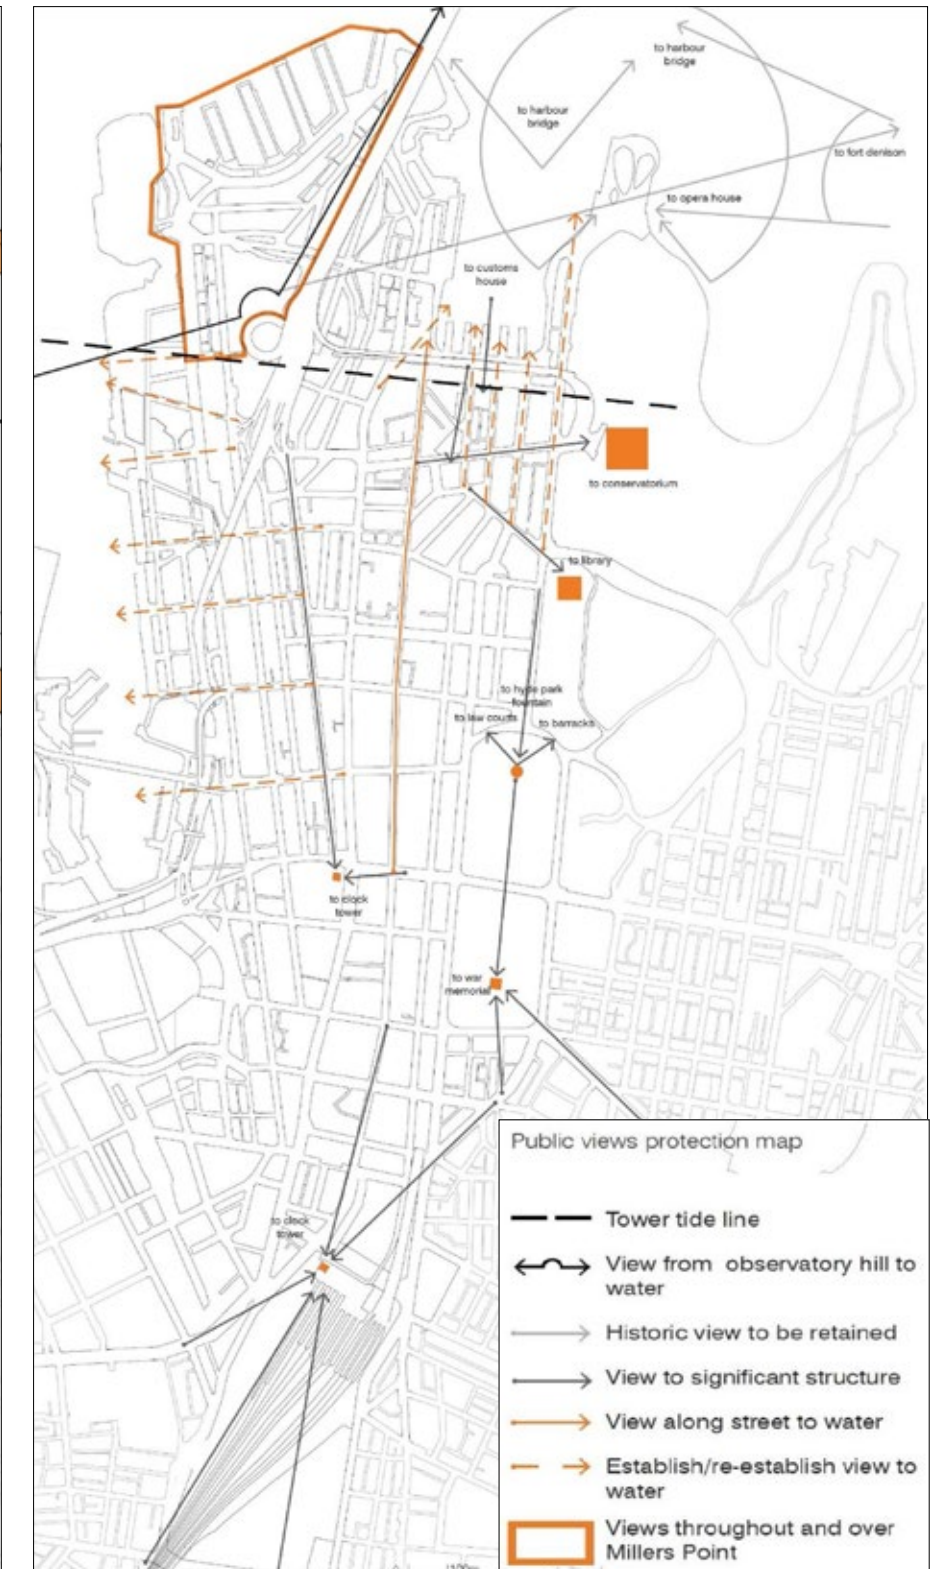 to harbour
bridge
to harbour
bridge
to fort denison
to opera house
to customs
house
to conservatorium
to library
to hyde park
fountain
to law courts
to barracks
to clock
tower
to war
memorial
to clock
tower
Public views protection map
Tower tide line
View from observatory hill to
water
Historic view to be retained
View to significant structure
View along street to water
Establish/re-establish view to
water
Views throughout and over
Millers Point